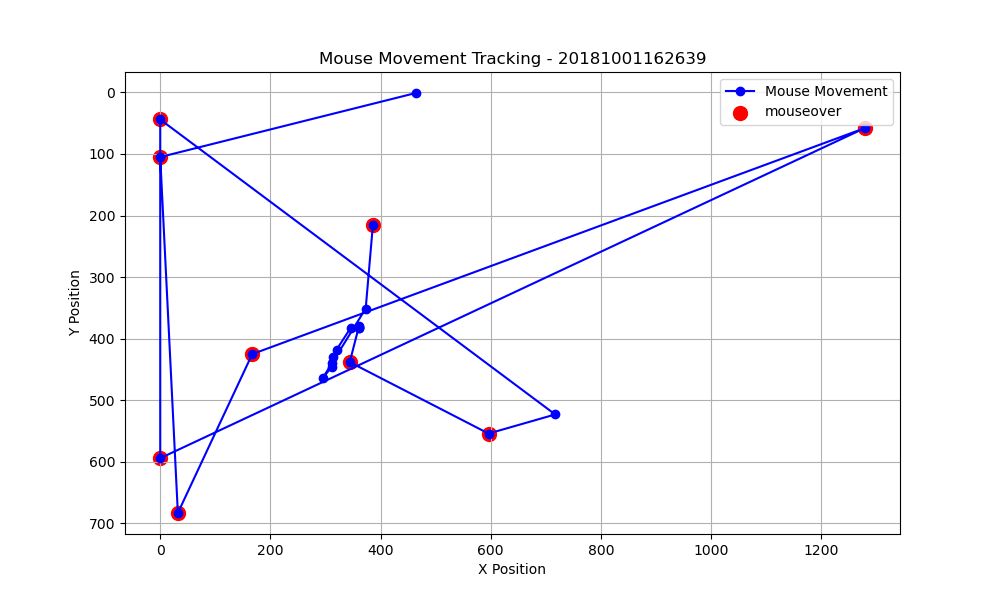 Mouse Movement Tracking - 20181001162639
Mouse Movement
mouseover
Y Position
0
100
200
300
400
500
600
700
0 200 400 600 800 1000 1200
X Position